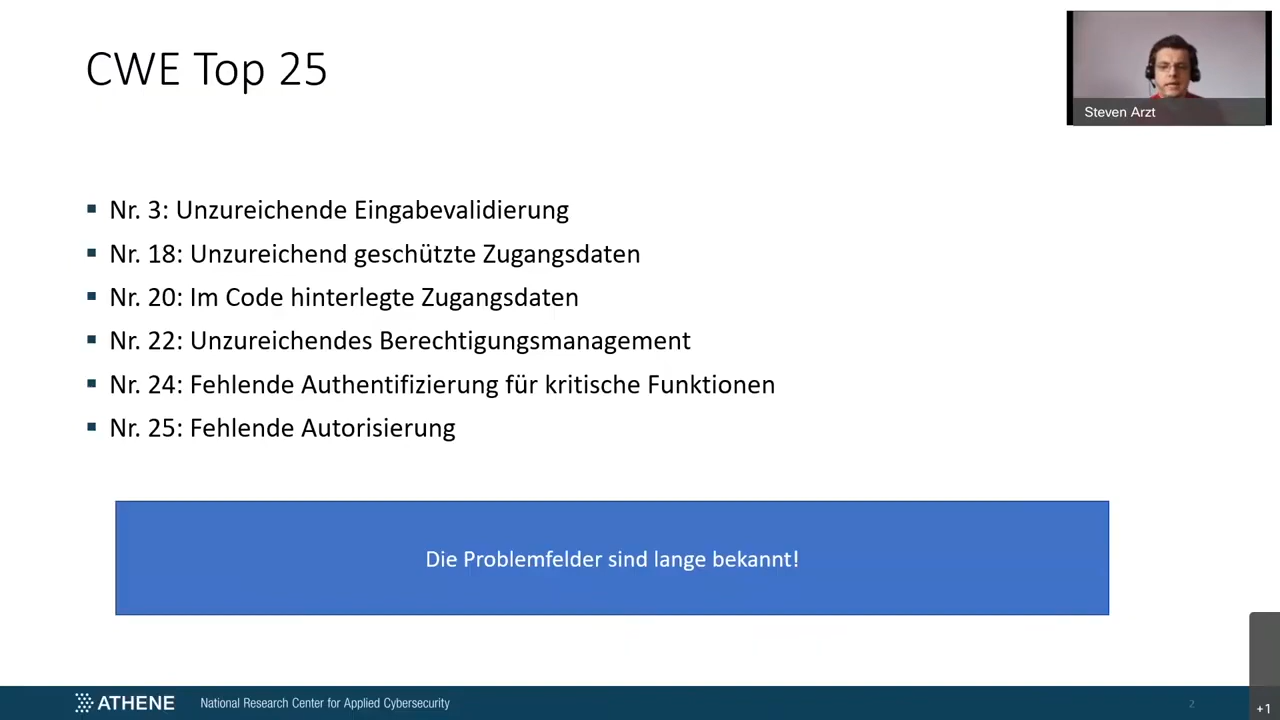 CWE Top 25
Steven Arzt
Nr. 3: Unzureichende Eingabevalidierung
Nr. 18: Unzureichend geschützte Zugangsdaten
Nr. 20: Im Code hinterlegte Zugangsdaten
Nr. 22: Unzureichendes Berechtigungsmanagement
Nr. 24: Fehlende Authentifizierung für kritische Funktionen
Nr. 25: Fehlende Autorisierung
Die Problemfelder sind lange bekannt!
ATHENE National Research Center for Applied Cybersecurity 2
+1